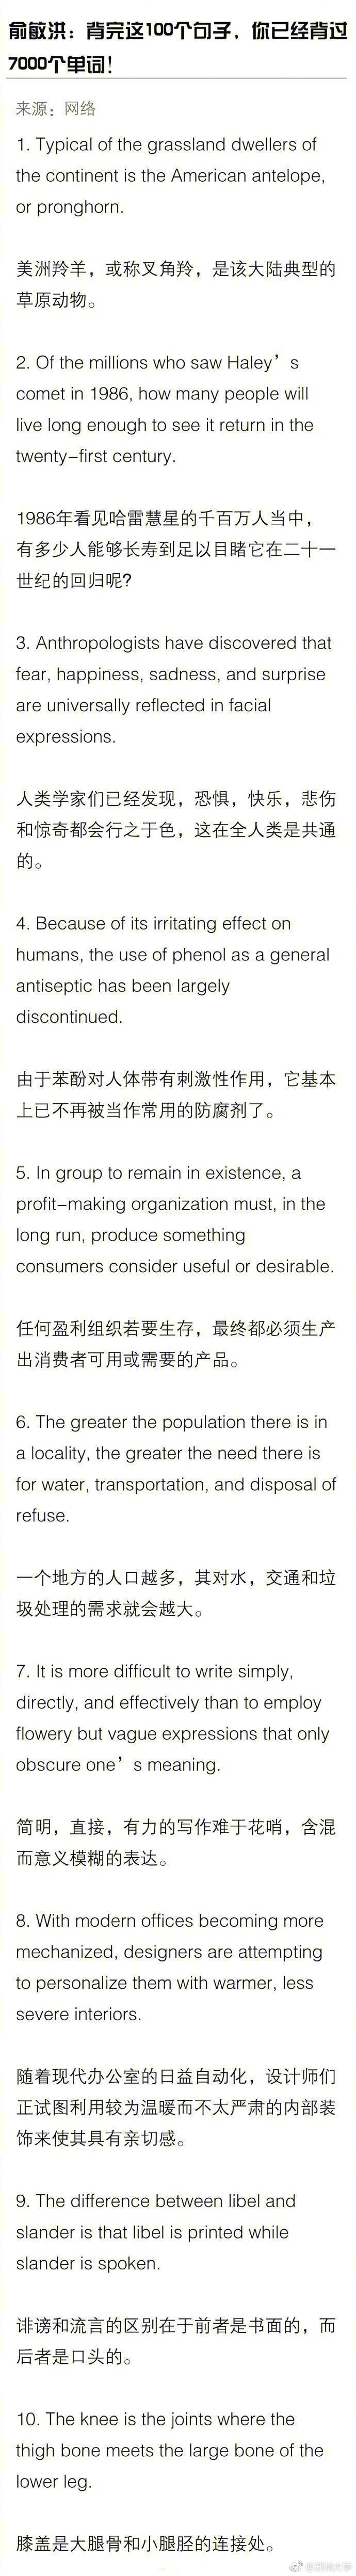 俞敏洪：背完这100个句子，你已经背过
7000个单词！
来源：网络
1. Typical of the grassland dwellers of
the continent is the American antelope,
or pronghorn.
美洲羚羊，或称叉角羚，是该大陆典型的
草原动物。
2. Of the millions who saw Haley’s
comet in 1986, how many people will
live long enough to see it return in the
twenty-first century.
1986年看见哈雷慧星的千百万人当中，
有多少人能够长寿到足以目睹它在二十一
世纪的回归呢?
3. Anthropologists have discovered that
fear, happiness, sadness, and surprise
are universally reflected in facial
expressions.
人类学家们已经发现，恐惧，快乐，悲伤
和惊奇都会行之于色，这在全人类是共通
的。
4. Because of its irritating effect on
humans, the use of phenol as a general
antiseptic has been largely
discontinued.
由于苯酚对人体带有刺激性作用，它基本
上已不再被当作常用的防腐剂了。
5. In group to remain in existence, a
profit-making organization must, in the
long run, produce something
consumers consider useful or desirable.
任何盈利组织若要生存，最终都必须生产
出消费者可用或需要的产品。
6. The greater the population there is in
a locality, the greater the need there is
for water, transportation, and disposal of
refuse.
一个地方的人口越多，其对水，交通和垃
圾处理的需求就会越大。
7. It is more difficult to write simply,
directly, and effectively than to employ
flowery but vague expressions that only
obscure one’s meaning.
简明，直接，有力的写作难于花哨，含混
而意义模糊的表达。
8. With modern offices becoming more
mechanized, designers are attempting
to personalize them with warmer, less
severe interiors.
随着现代办公室的日益自动化，设计师们
正试图利用较为温暖而不太严肃的内部装
饰来使其具有亲切感。
9. The difference between libel and
slander is that libel is printed while
slander is spoken.
诽谤和流言的区别在于前者是书面的，而
后者是口头的。
10. The knee is the joints where the
thigh bone meets the large bone of the
lower leg.
膝盖是大腿骨和小腿胫的连接处。